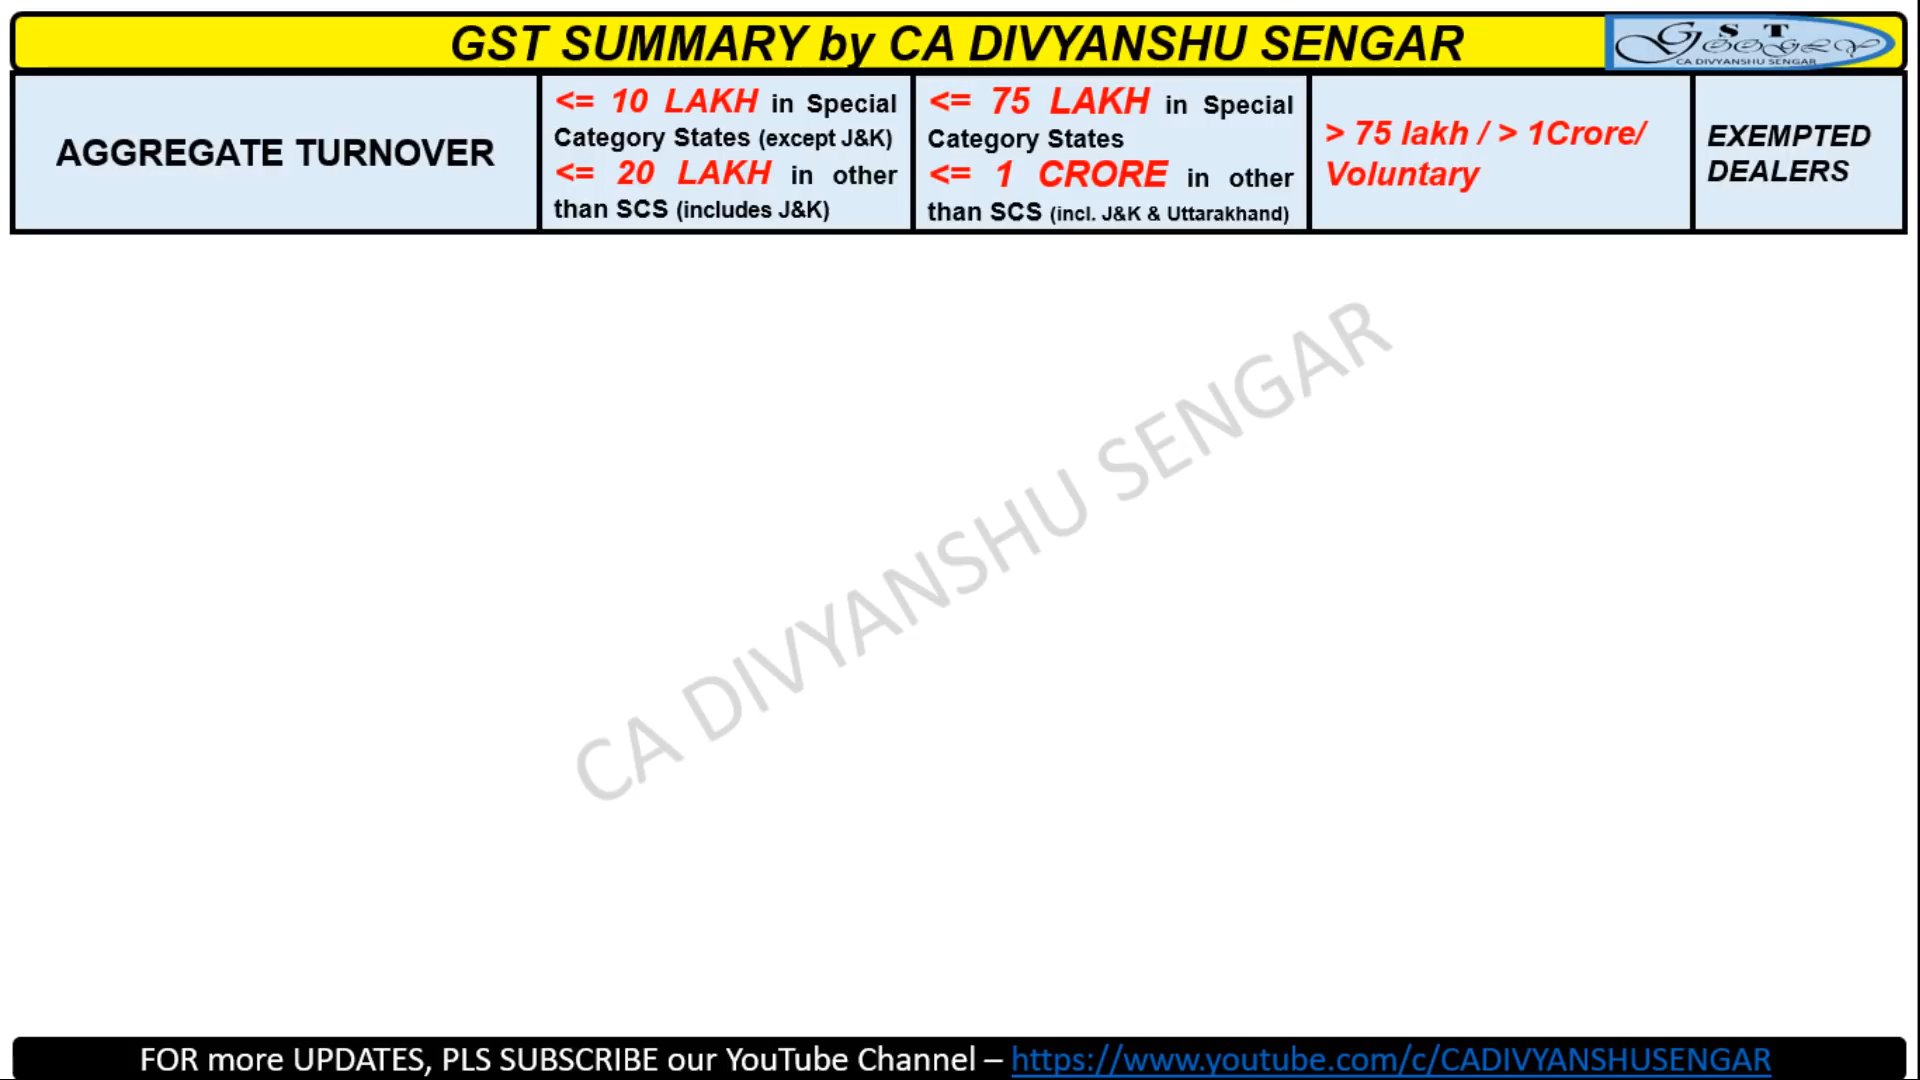 GST SUMMARY by CA DIVYANSHU SENGAR
GST
CA DIVYANSHU SENGAR
AGGREGATE TURNOVER
<= 10 LAKH in Special
Category States (except J&K)
<= 20 LAKH in other
than SCS (includes J&K)
<= 75 LAKH in Special
Category States
<= 1 CRORE in other
than SCS (incl. J&K & Uttarakhand)
> 75 lakh / > 1Crore/
Voluntary
EXEMPTED
DEALERS
CA DIVYANSHU SENGAR
FOR more UPDATES, PLS SUBSCRIBE our YouTube Channel – https://www.youtube.com/c/CADIVYANSHUSENGAR